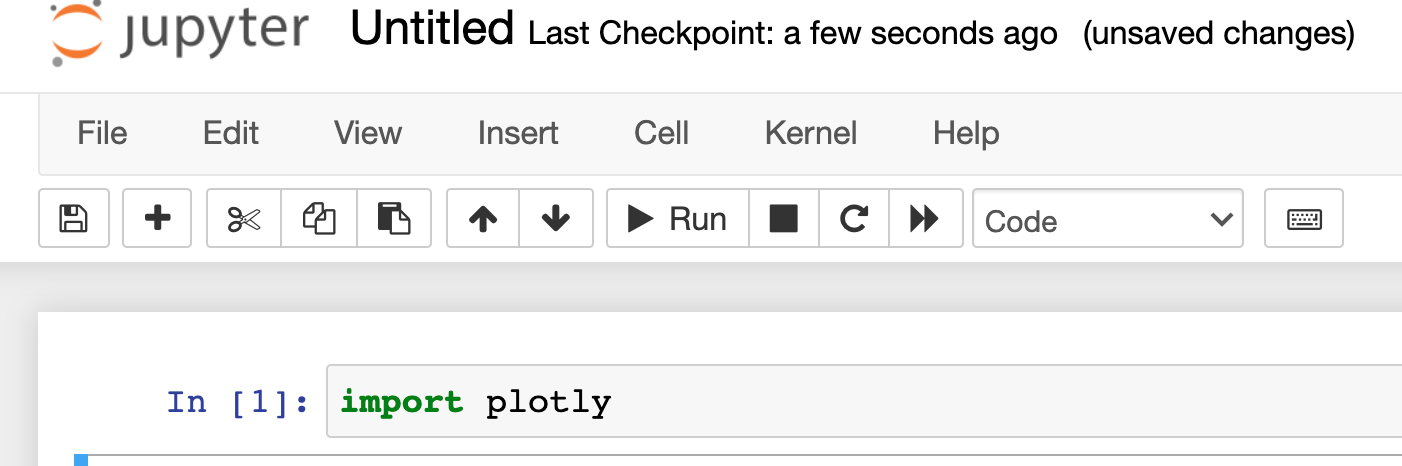 jupyter Untitled Last Checkpoint: a few seconds ago (unsaved changes)
File Edit View Insert Cell Kernel Help
Run Code
In [1]: import plotly